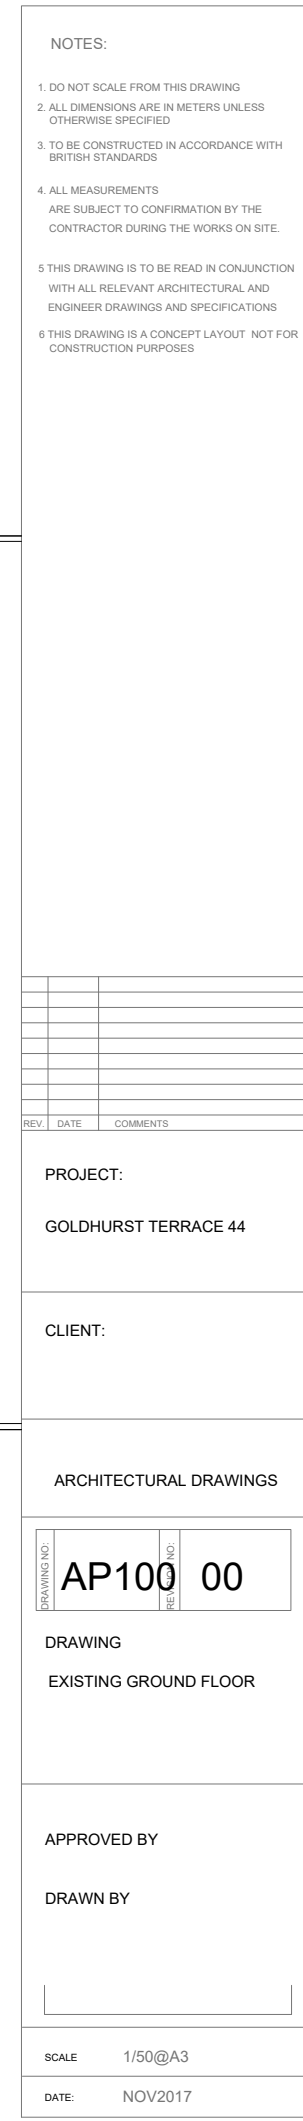 NOTES:
1. DO NOT SCALE FROM THIS DRAWING
2. ALL DIMENSIONS ARE IN METERS UNLESS
OTHERWISE SPECIFIED
3. TO BE CONSTRUCTED IN ACCORDANCE WITH
BRITISH STANDARDS
4. ALL MEASUREMENTS
ARE SUBJECT TO CONFIRMATION BY THE
CONTRACTOR DURING THE WORKS ON SITE.
5 THIS DRAWING IS TO BE READ IN CONJUNCTION
WITH ALL RELEVANT ARCHITECTURAL AND
ENGINEER DRAWINGS AND SPECIFICATIONS
6 THIS DRAWING IS A CONCEPT LAYOUT NOT FOR
CONSTRUCTION PURPOSES
REV. DATE COMMENTS
PROJECT:
GOLDHURST TERRACE 44
CLIENT:
ARCHITECTURAL DRAWINGS
DRAWING NO:
AP100
REVISION NO:
00
DRAWING
EXISTING GROUND FLOOR
APPROVED BY
DRAWN BY
SCALE 1/50@A3
DATE: NOV2017